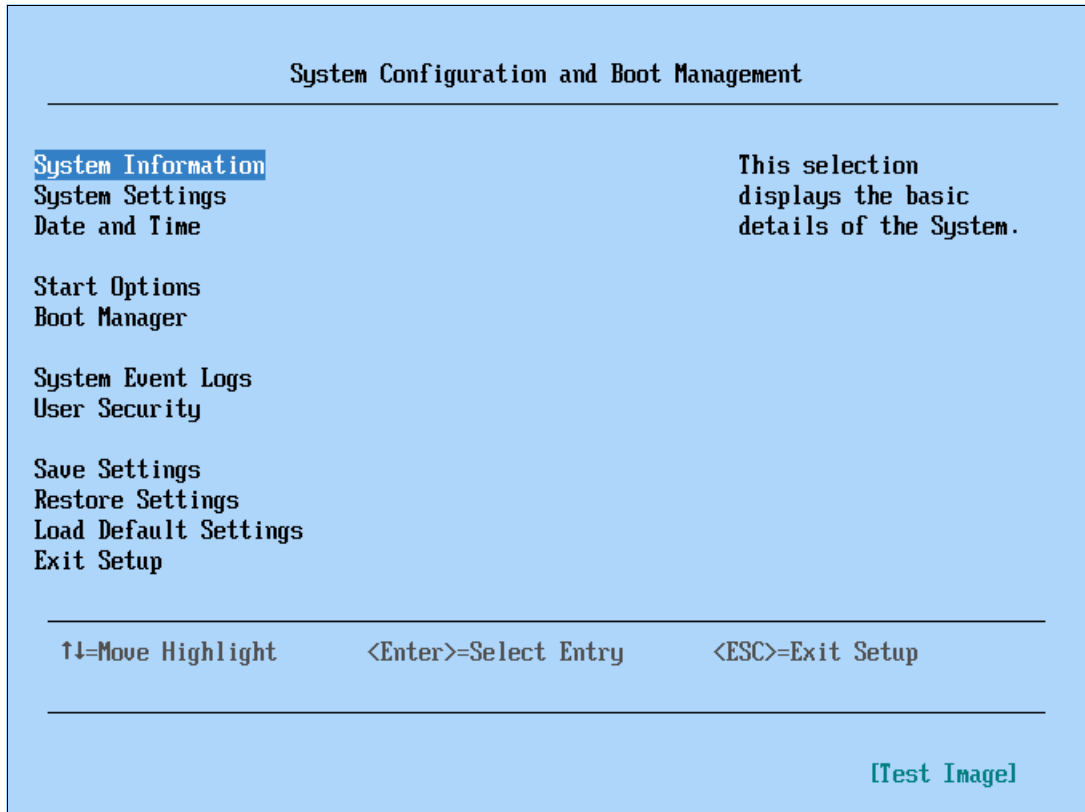 System Configuration and Boot Management
System Information
System Settings
Date and Time
This selection
displays the basic
details of the System.
Start Options
Boot Manager
System Event Logs
User Security
Save Settings
Restore Settings
Load Default Settings
Exit Setup
↑↓=Move Highlight <Enter>=Select Entry <ESC>=Exit Setup
[Test Image]